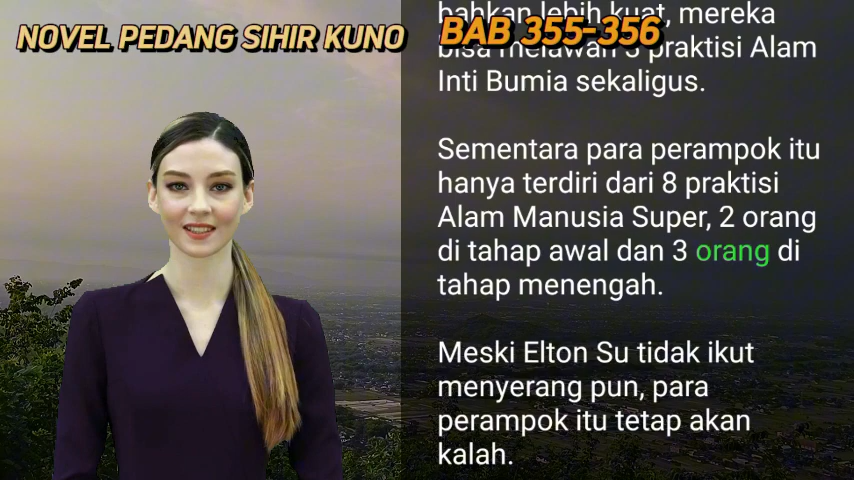 NOVEL PEDANG SIHIR KUNO
BAB 355-356
bahkan lebih kuat, mereka
bisa melawan 3 praktisi Alam
Inti Bumia sekaligus.
Sementara para perampok itu
hanya terdiri dari 8 praktisi
Alam Manusia Super, 2 orang
di tahap awal dan 3 orang di
tahap menengah.
Meski Elton Su tidak ikut
menyerang pun, para
perampok itu tetap akan
kalah.